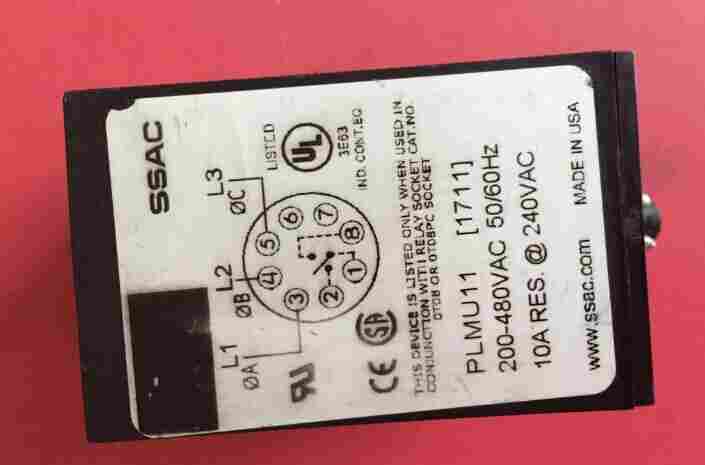 SSAC
L1 L2 L3
ØA ØB ØC
LISTED
UL
3E63
IND. CONT. EQ.
3 4 5 6 7 8 1 2
CE
THIS DEVICE IS LISTED ONLY WHEN USED IN
CONJUNCTION WITH RELAY SOCKET CAT.NO.
OT08 OR OT08PC SOCKET
PLMU11 [1711]
200-480VAC 50/60Hz
10A RES. @ 240VAC
www.ssac.com MADE IN USA